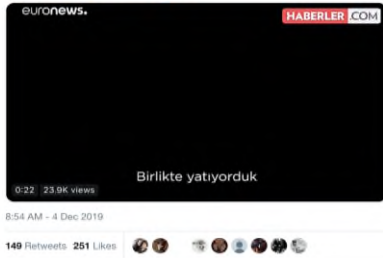 euronews.
HABERLER.COM
Birlikte yatıyorduk
0:22 23.9K views
8:54 AM - 4 Dec 2019
149 Retweets 251 Likes